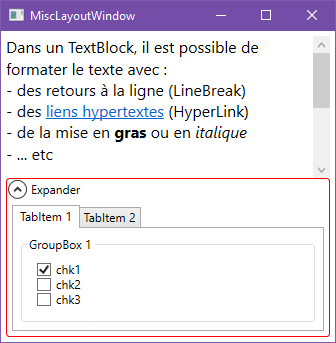 MiscLayoutWindow
Dans un TextBlock, il est possible de
formater le texte avec :
- des retours à la ligne (LineBreak)
- des liens hypertextes (HyperLink)
- de la mise en gras ou en italique
- ... etc
Expander
TabItem 1 TabItem 2
GroupBox 1
chk1
chk2
chk3